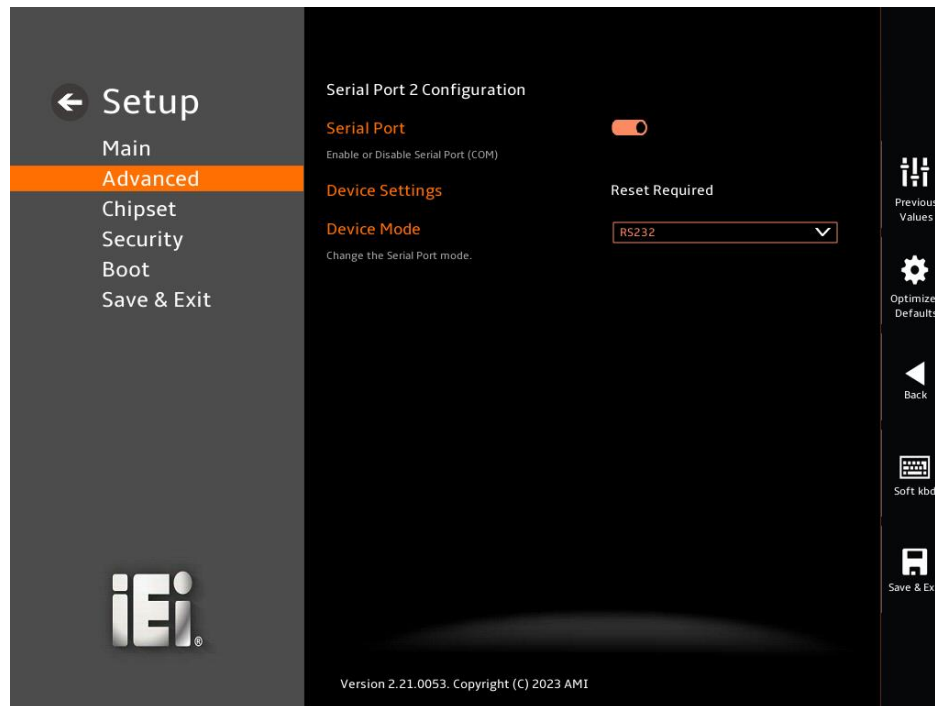 Setup
Main
Advanced
Chipset
Security
Boot
Save & Exit
iEi®
Serial Port 2 Configuration
Serial Port
Enable or Disable Serial Port (COM)
Device Settings Reset Required
Device Mode RS232
Change the Serial Port mode.
Version 2.21.0053. Copyright (C) 2023 AMI
Previous
Values
Optimize
Defaults
Back
Soft kbd
Save & Ex